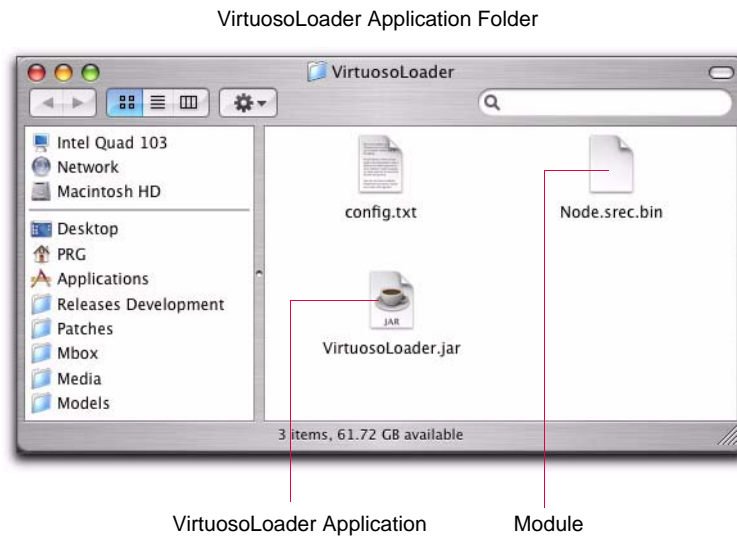 VirtuosoLoader Application Folder
VirtuosoLoader
Intel Quad 103
Network
Macintosh HD
Desktop
PRG
Applications
Releases Development
Patches
Mbox
Media
Models
config.txt
Node.srec.bin
JAR
VirtuosoLoader.jar
3 items, 61.72 GB available
VirtuosoLoader Application
Module